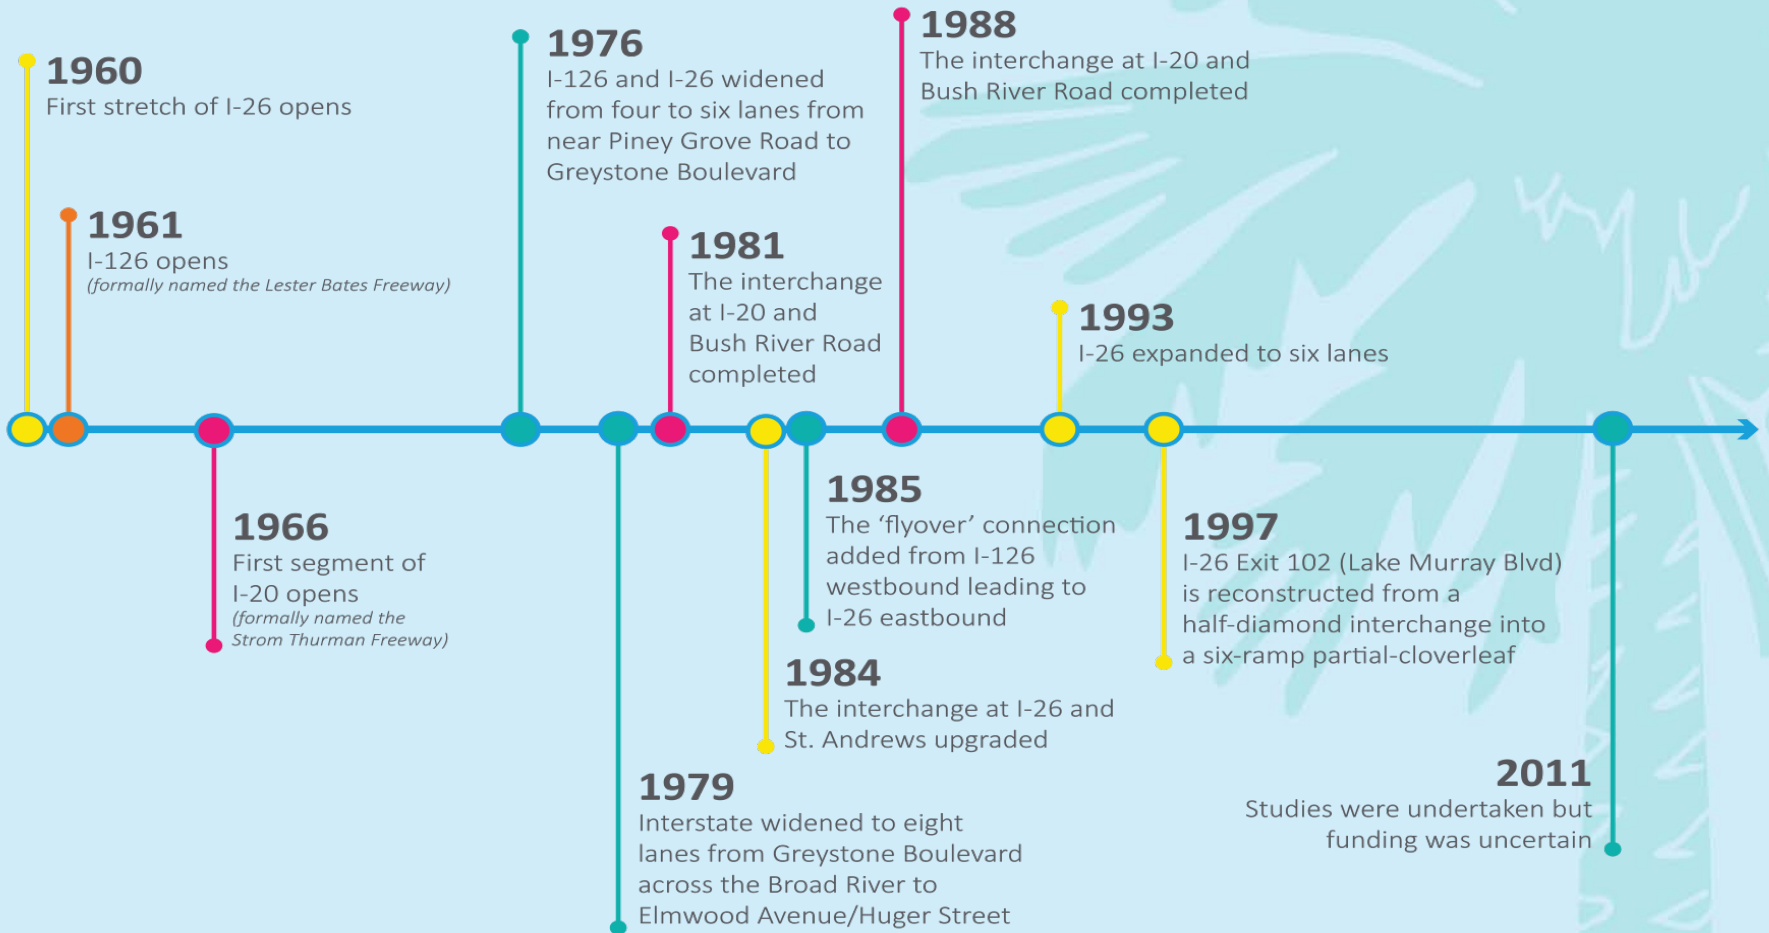 1960
First stretch of I-26 opens
1961
I-126 opens
(formally named the Lester Bates Freeway)
1966
First segment of
I-20 opens
(formally named the
Strom Thurman Freeway)
1976
I-126 and I-26 widened
from four to six lanes from
near Piney Grove Road to
Greystone Boulevard
1979
Interstate widened to eight
lanes from Greystone Boulevard
across the Broad River to
Elmwood Avenue/Huger Street
1981
The interchange
at I-20 and
Bush River Road
completed
1984
The interchange at I-26 and
St. Andrews upgraded
1985
The ‘flyover’ connection
added from I-126
westbound leading to
I-26 eastbound
1988
The interchange at I-20 and
Bush River Road completed
1993
I-26 expanded to six lanes
1997
I-26 Exit 102 (Lake Murray Blvd)
is reconstructed from a
half-diamond interchange into
a six-ramp partial-cloverleaf
2011
Studies were undertaken but
funding was uncertain